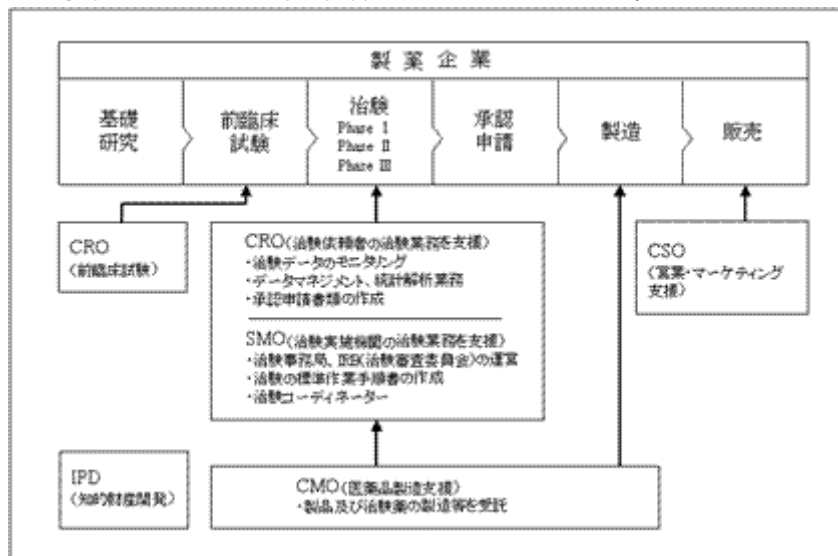 製薬企業
基礎
研究
前臨床
試験
治験
Phase Ⅰ
Phase Ⅱ
Phase Ⅲ
承認
申請
製造
販売
CRO
(前臨床試験)
CRO(治験依頼者の治験業務を支援)
・治験データのモニタリング
・データマネジメント、統計解析業務
・承認申請書類の作成
SMO(治験実施機関の治験業務を支援)
・治験事務局、IRB(治験審査委員会)の運営
・治験の標準作業手順書の作成
・治験コーディネーター
CSO
(営業・マーケティング
支援)
IPD
(知的財産開発)
CMO(医薬品製造支援)
・製品及び治験薬の製造等を受託